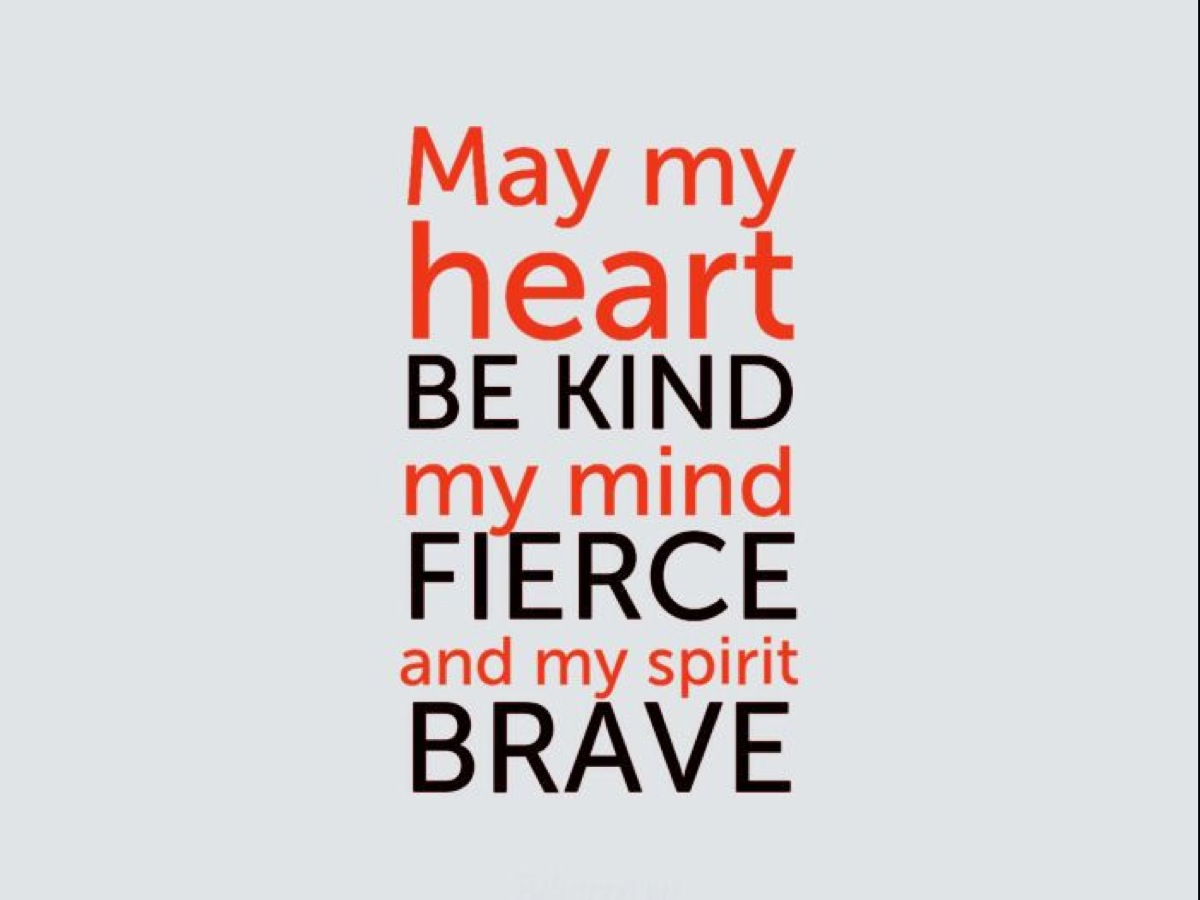 May my
heart
BE KIND
my mind
FIERCE
and my spirit
BRAVE